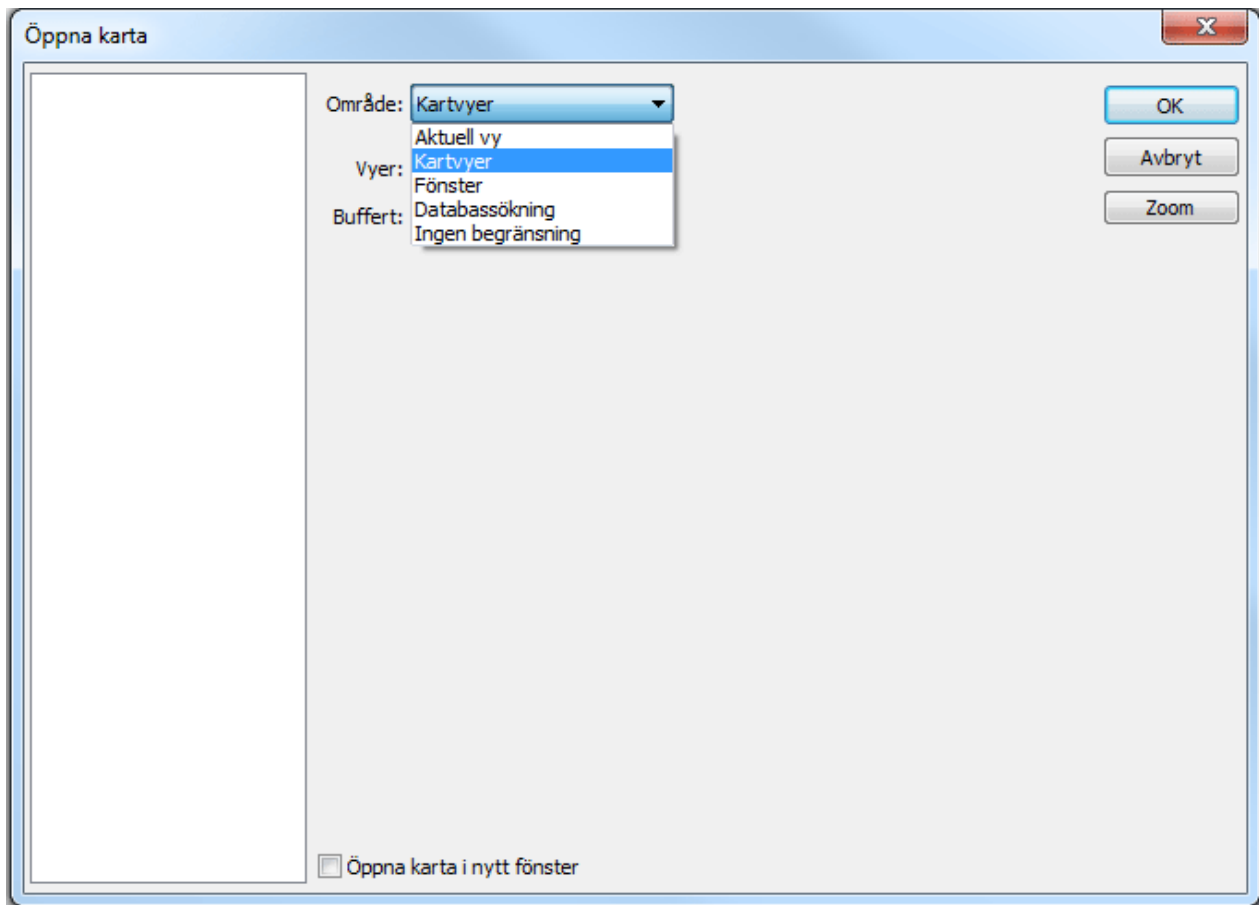 Öppna karta
Område: Kartvyer
Aktuell vy
Vyer: Kartvyer
Fönster
Buffert: Databassökning
Ingen begränsning
OK
Avbryt
Zoom
Öppna karta i nytt fönster